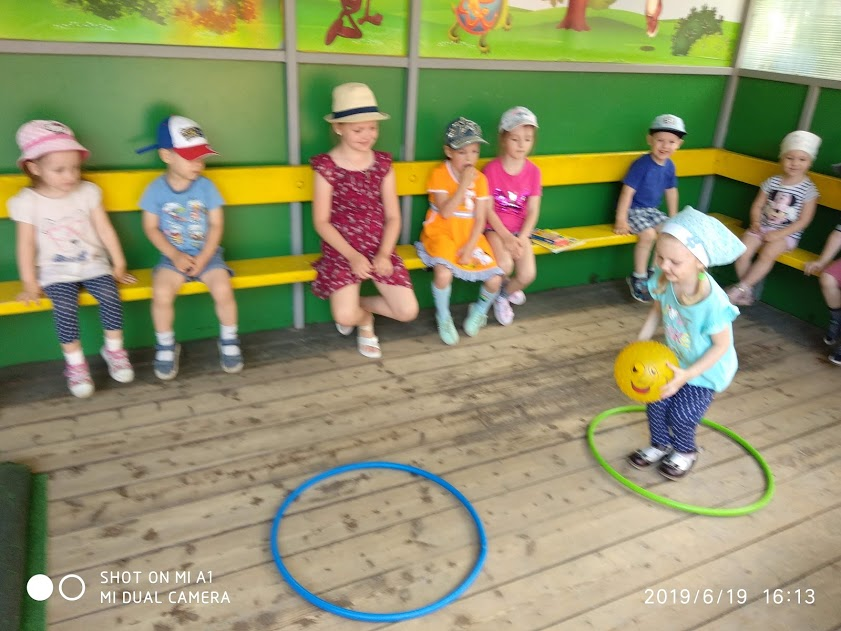 SHOT ON MI A1
MI DUAL CAMERA
2019/6/19 16:13